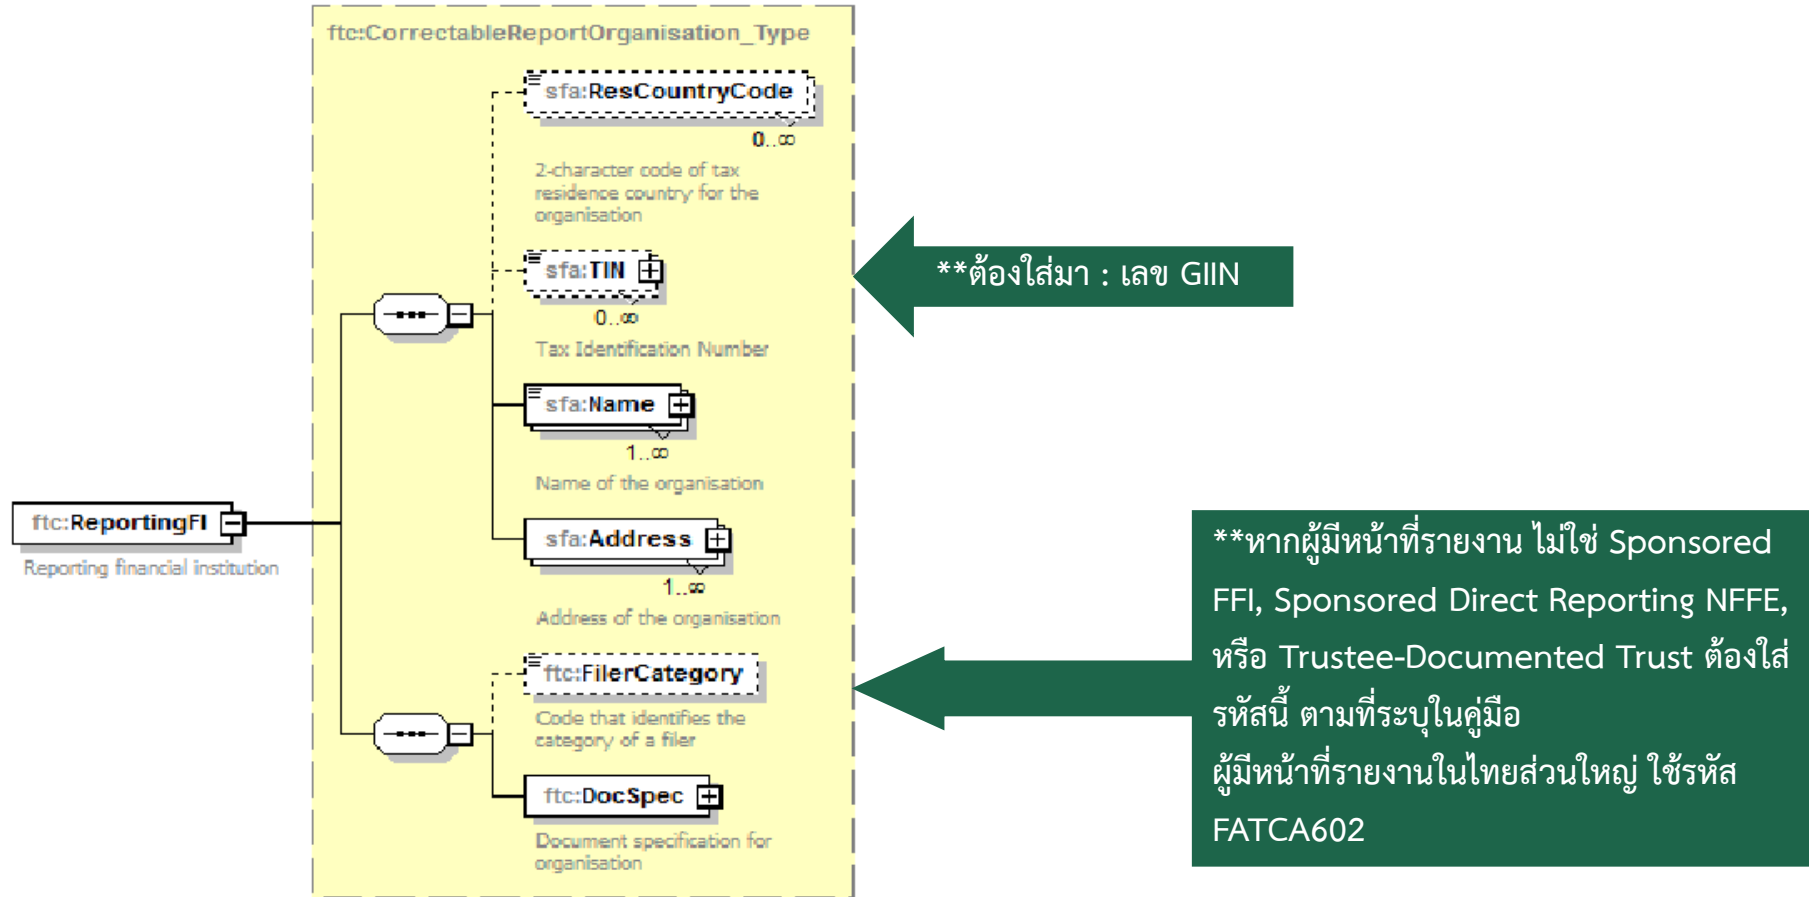 ftc:CorrectableReportOrganisation_Type
sfa:ResCountryCode
0..∞
2-character code of tax
residence country for the
organisation
sfa:TIN
0..∞
Tax Identification Number
**ต้องใส่มา : เลข GIIN
sfa:Name
1..∞
Name of the organisation
ftc:ReportingFI
Reporting financial institution
sfa:Address
1..∞
Address of the organisation
ftc:FilerCategory
Code that identifies the
category of a filer
ftc:DocSpec
Document specification for
organisation
**หากผู้มีหน้าที่รายงาน ไม่ใช่ Sponsored
FFI, Sponsored Direct Reporting NFFE,
หรือ Trustee-Documented Trust ต้องใส่
รหัสนี้ ตามที่ระบุในคู่มือ
ผู้มีหน้าที่รายงานในไทยส่วนใหญ่ ใช้รหัส
FATCA602